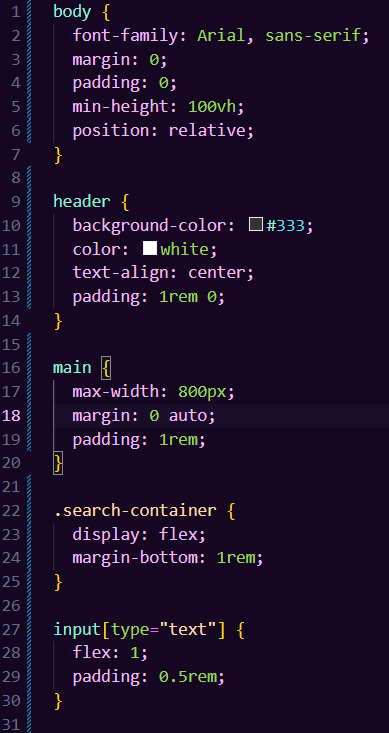 1 body {
2   font-family: Arial, sans-serif;
3   margin: 0;
4   padding: 0;
5   min-height: 100vh;
6   position: relative;
7 }
8
9 header {
10   background-color: #333;
11   color: white;
12   text-align: center;
13   padding: 1rem 0;
14 }
15
16 main {
17   max-width: 800px;
18   margin: 0 auto;
19   padding: 1rem;
20 }
21
22 .search-container {
23   display: flex;
24   margin-bottom: 1rem;
25 }
26
27 input[type="text"] {
28   flex: 1;
29   padding: 0.5rem;
30 }
31